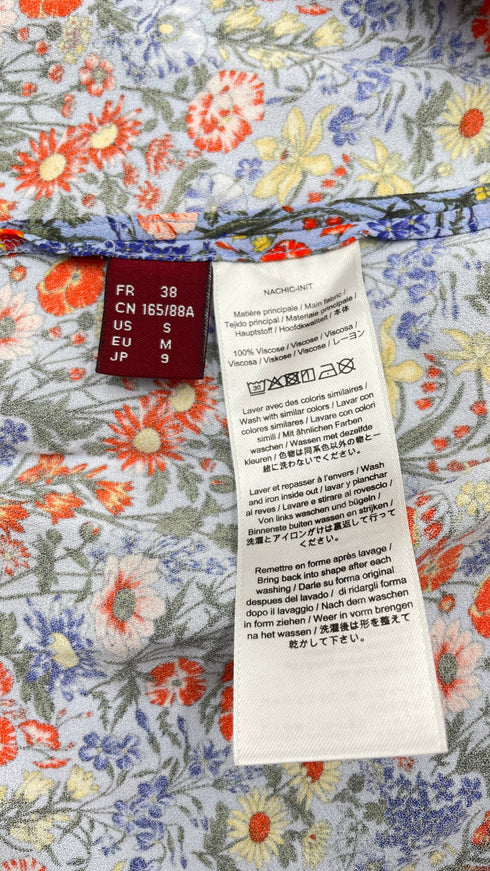 FR 38
CN 165/88A
US S
EU M
JP 9
NACHIC-INIT
Matière principale / Main fabric /
Tejido principal / Materiale principale /
Hauptstoff / Hoofdkwaliteit / 本体
100% Viscose / Viscose / Viscosa /
Viscosa / Viskose / Viscose / レーヨン
30
Laver avec des coloris similaires /
Wash with similar colors / Lavar con
colores similares / Lavare con colori
simili / Mit ähnlichen Farben
waschen / Wassen met dezelfde
kleuren / 色物は同系色以外の物と一
緒に洗わないでください。
Laver et repasser à l'envers / Wash
and iron inside out / lavar y planchar
al reves / Lavare e stirare al rovescio /
Von links waschen und bügeln /
Binnenste buiten wassen en strijken /
洗濯とアイロンがけは裏返して行って
ください。
Remettre en forme après lavage /
Bring back into shape after each
washing / Darle su forma original
despues del lavado / di ridargli forma
dopo il lavaggio / Nach dem waschen
in form ziehen / Weer in vorm brengen
na het wassen / 洗濯後は形を整えて
乾かして下さい。